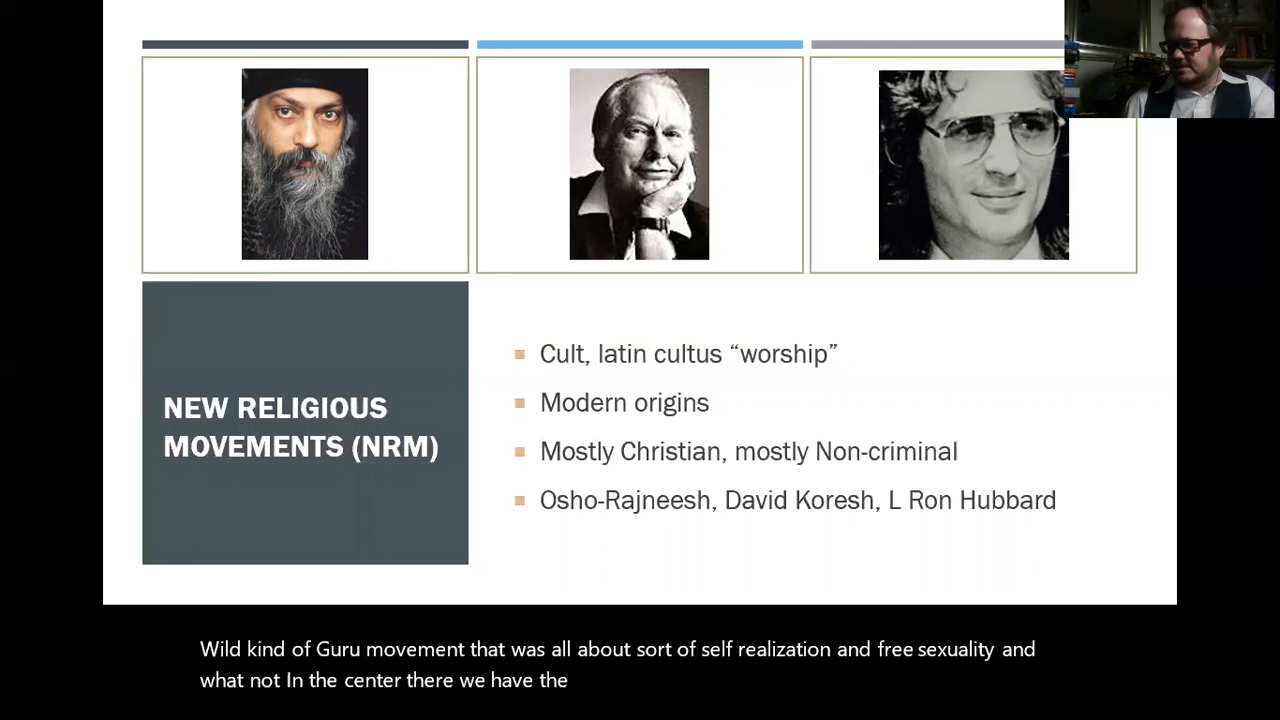 NEW RELIGIOUS
MOVEMENTS (NRM)
Cult, latin cultus “worship”
Modern origins
Mostly Christian, mostly Non-criminal
Osho-Rajneesh, David Koresh, L Ron Hubbard
Wild kind of Guru movement that was all about sort of self realization and free sexuality and
what not In the center there we have the